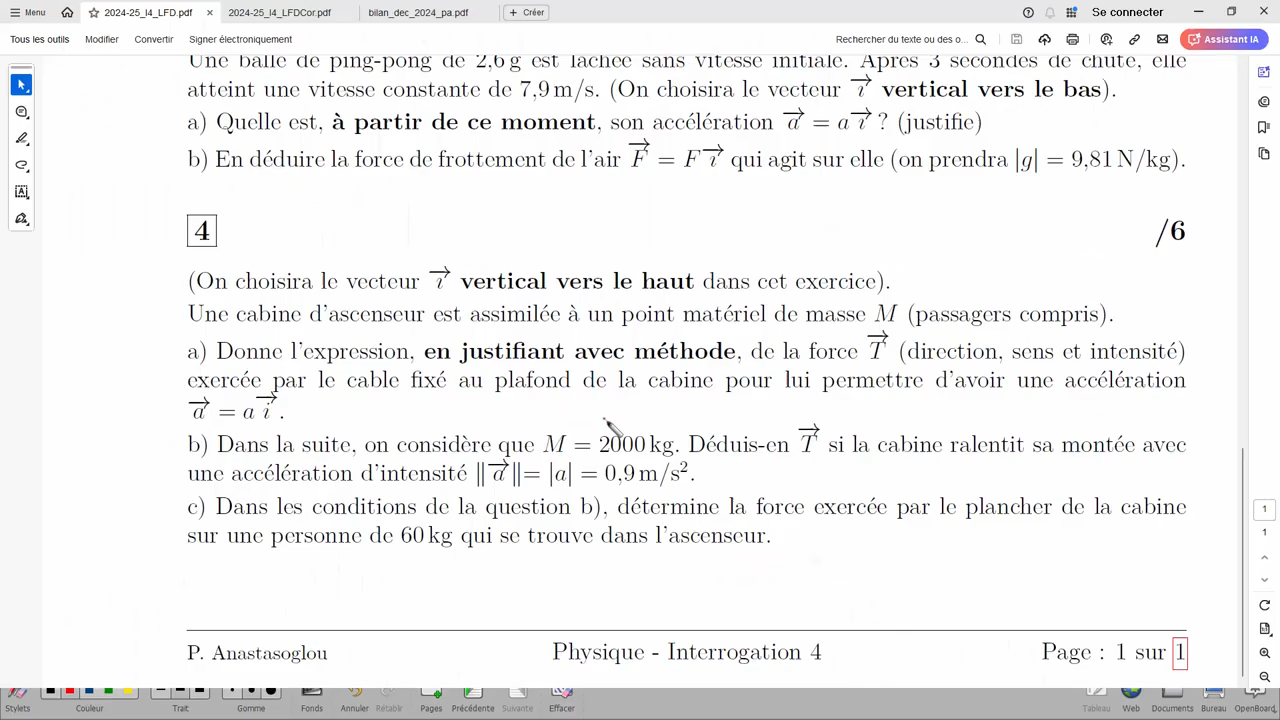 Menu 2024-25_I4_LFD.pdf × 2024-25_I4_LFDCor.pdf bilan_dec_2024_pa.pdf + Créer Se connecter
Tous les outils Modifier Convertir Signer électroniquement Rechercher du texte ou des o... Assistant IA
Une balle de ping-pong de 2,6 g est lâchée sans vitesse initiale. Après 3 secondes de chute, elle
atteint une vitesse constante de 7,9 m/s. (On choisira le vecteur i⃗ vertical vers le bas).
a) Quelle est, à partir de ce moment, son accélération a⃗ = a i⃗ ? (justifie)
b) En déduire la force de frottement de l'air F⃗ = F i⃗ qui agit sur elle (on prendra |g| = 9,81 N/kg).
4 /6
(On choisira le vecteur i⃗ vertical vers le haut dans cet exercice).
Une cabine d'ascenseur est assimilée à un point matériel de masse M (passagers compris).
a) Donne l'expression, en justifiant avec méthode, de la force T⃗ (direction, sens et intensité)
exercée par le cable fixé au plafond de la cabine pour lui permettre d'avoir une accélération
a⃗ = a i⃗.
b) Dans la suite, on considère que M = 2000 kg. Déduis-en T⃗ si la cabine ralentit sa montée avec
une accélération d'intensité ‖a⃗‖ = |a| = 0,9 m/s².
c) Dans les conditions de la question b), détermine la force exercée par le plancher de la cabine
sur une personne de 60 kg qui se trouve dans l'ascenseur.
P. Anastasoglou Physique - Interrogation 4 Page : 1 sur 1
1
1
Stylets Couleur Trait Gomme Fonds Annuler Rétablir Pages Précédente Suivante Effacer Tableau Web Documents Bureau OpenBoard